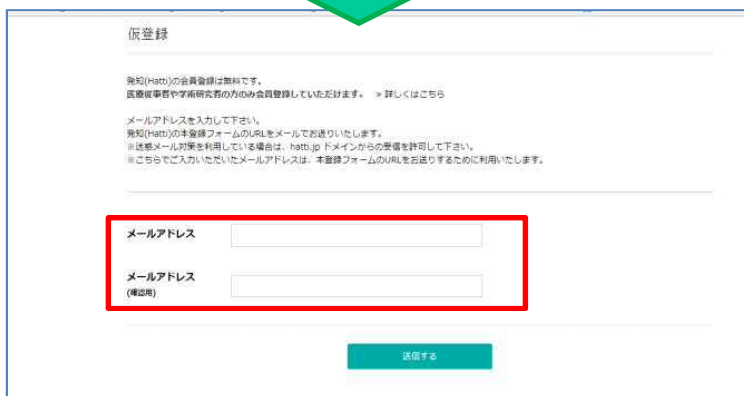 仮登録
発知(Hatti)の会員登録は無料です。
医療従事者や学術研究者の方のみ会員登録していただけます。 » 詳しくはこちら
メールアドレスを入力して下さい。
発知(Hatti)の本登録フォームのURLをメールでお送りいたします。
※迷惑メール対策を利用している場合は、hatti.jp ドメインからの受信を許可して下さい。
※こちらでご入力いただいたメールアドレスは、本登録フォームのURLをお送りするために利用いたします。
メールアドレス
メールアドレス
(確認用)
送信する